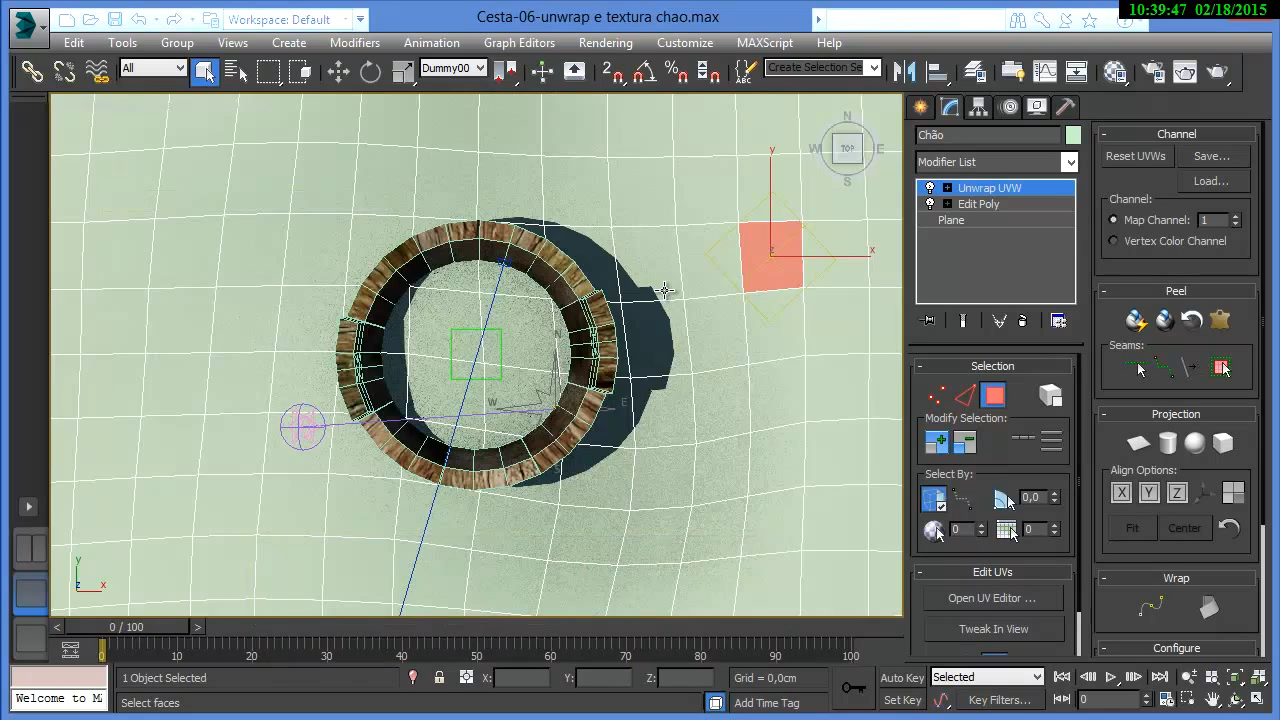 10:39:47 02/18/2015
Workspace: Default
Cesta-06-unwrap e textura chao.max
Edit Tools Group Views Create Modifiers Animation Graph Editors Rendering Customize MAXScript Help
All
Dummy00
Create Selection Se
N
W TOP E
S
y
x
z
W E
S
y
z x
Chão
Modifier List
Unwrap UVW
Edit Poly
Plane
Selection
Modify Selection:
Select By:
0,0
0
0
Edit UVs
Open UV Editor ...
Tweak In View
Channel
Reset UVWs Save...
Load...
Channel:
Map Channel: 1
Vertex Color Channel
Peel
Seams:
Projection
Align Options:
X Y Z
Fit Center
Wrap
Configure
< 0 / 100 >
0 10 20 30 40 50 60 70 80 90 100
Welcome to M
1 Object Selected
Select faces
X: Y: Z:
Grid = 0,0cm
Add Time Tag
Auto Key Selected
Set Key Key Filters...
0